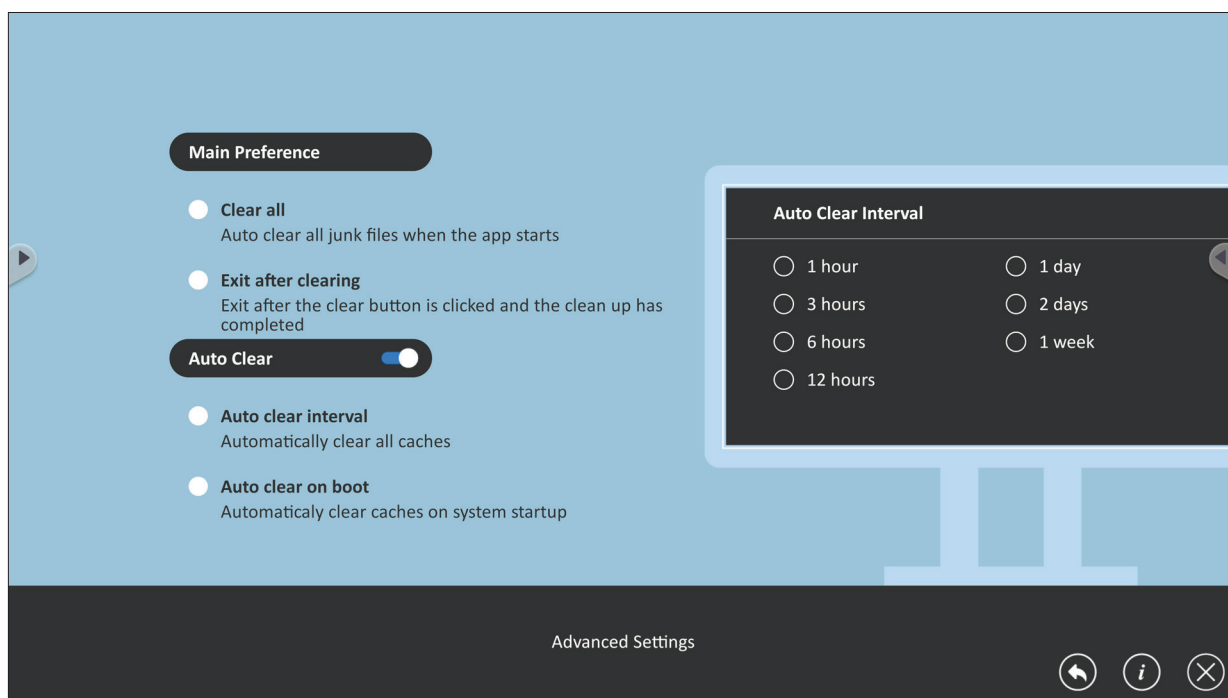 Main Preference
Clear all
Auto clear all junk files when the app starts
Exit after clearing
Exit after the clear button is clicked and the clean up has
completed
Auto Clear
Auto clear interval
Automatically clear all caches
Auto clear on boot
Automaticaly clear caches on system startup
Auto Clear Interval
1 hour
1 day
3 hours
2 days
6 hours
1 week
12 hours
Advanced Settings
i